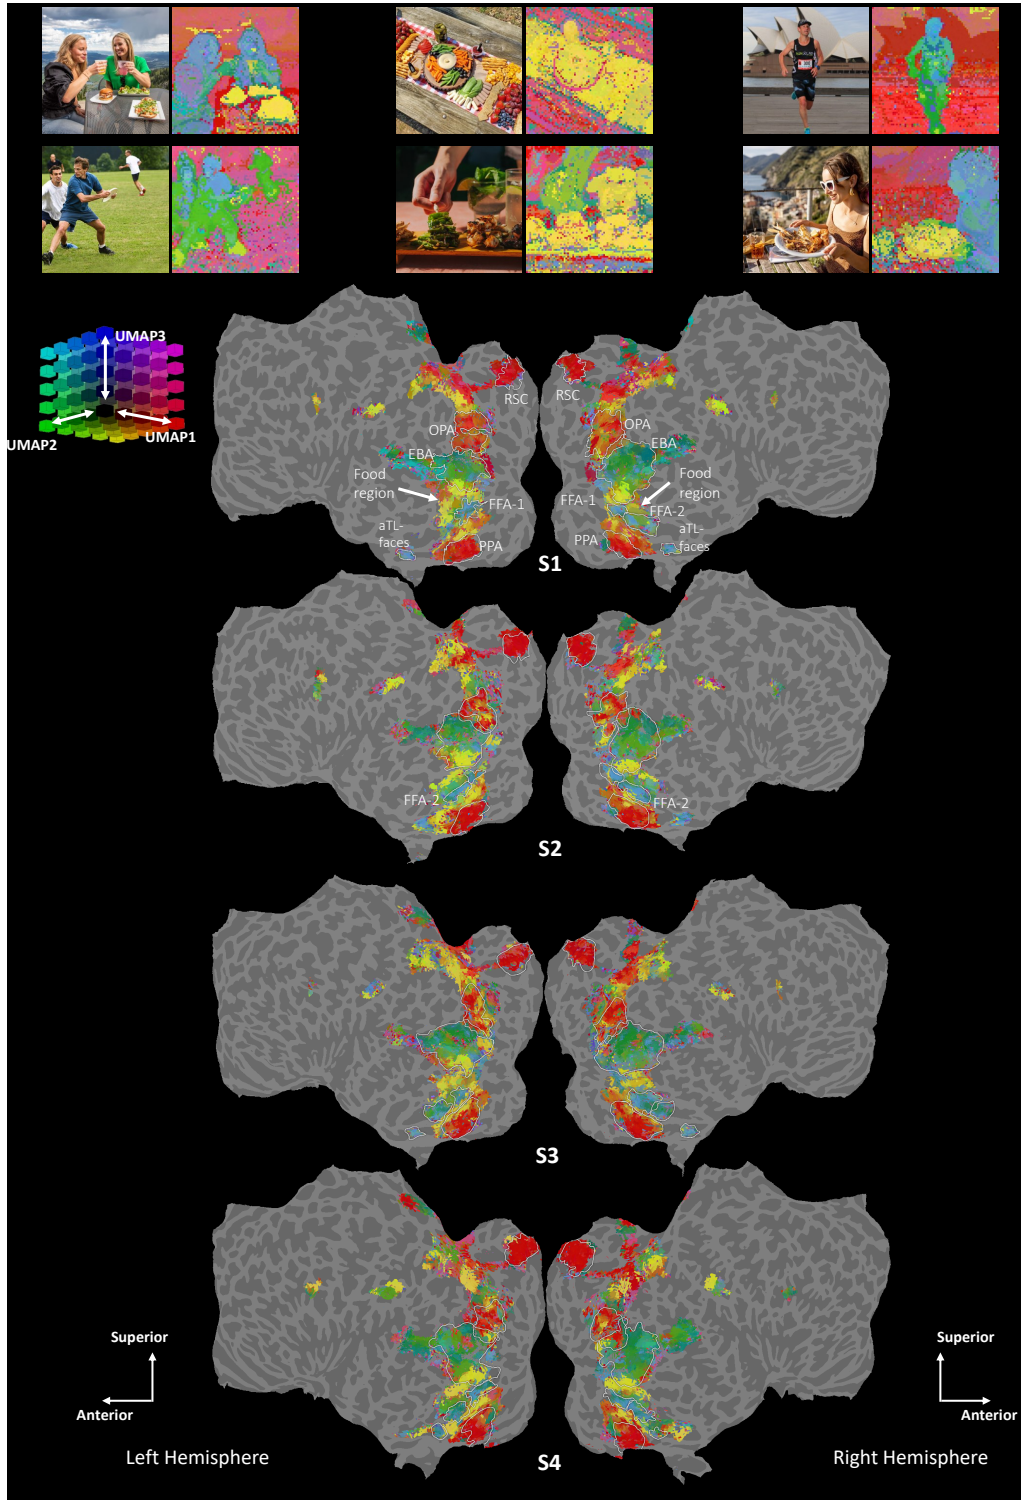 UMAP3
UMAP2
UMAP1
RSC
RSC
OPA
OPA
EBA
EBA
Food
region
Food
region
FFA-1
FFA-1
FFA-2
aTL-
faces
aTL-
faces
PPA
PPA
S1
FFA-2
FFA-2
S2
S3
Superior
Anterior
Superior
Anterior
Left Hemisphere
Right Hemisphere
S4